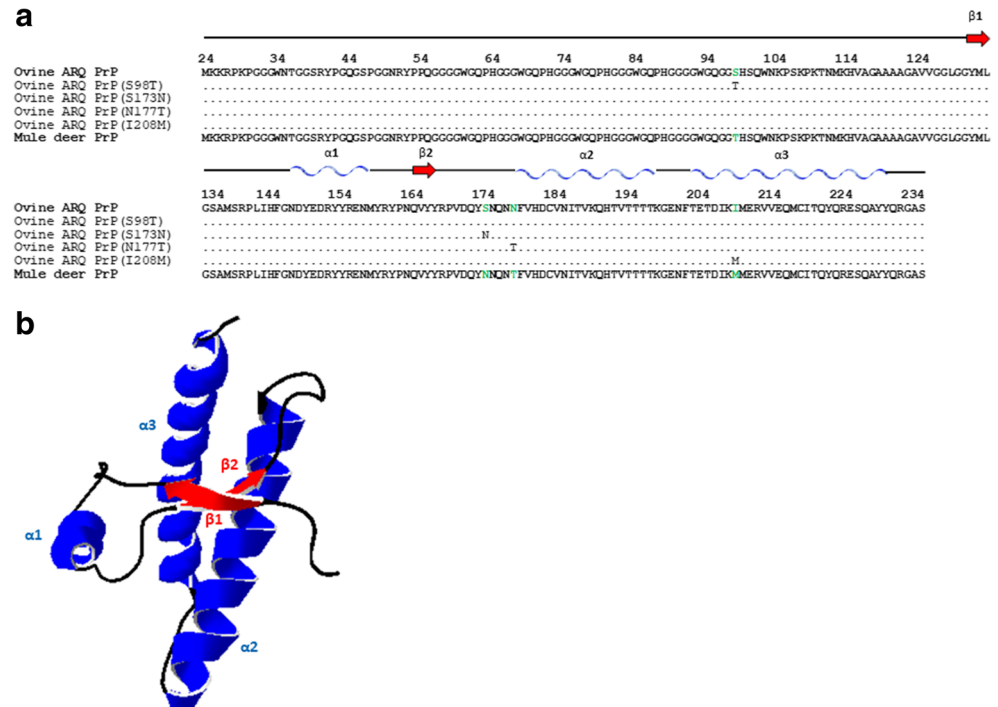 a
β1
24 34 44 54 64 74 84 94 104 114 124
Ovine ARQ PrP MKKRPKPGGGWNTGGSRYPGQGSPGGNRYPPQGGGGWGQPHGGGWGQPHGGGWGQPHGGGWGQPHGGGGWGQGGSHSQWNKPSKPKTNMKHVAGAAAAGAVVGGLGGYML
Ovine ARQ PrP(S98T) ..........................................................................T...................................
Ovine ARQ PrP(S173N) ..............................................................................................................
Ovine ARQ PrP(N177T) ..............................................................................................................
Ovine ARQ PrP(I208M) ..............................................................................................................
Mule deer PrP MKKRPKPGGGWNTGGSRYPGQGSPGGNRYPPQGGGGWGQPHGGGWGQPHGGGWGQPHGGGWGQPHGGGGWGQGGTHSQWNKPSKPKTNMKHVAGAAAAGAVVGGLGGYML
α1 β2 α2 α3
134 144 154 164 174 184 194 204 214 224 234
Ovine ARQ PrP GSAMSRPLIHFGNDYEDRYYRENMYRYPNQVYYRPVDQYSNQNNFVHDCVNITVKQHTVTTTTKGENFTETDIKIMERVVEQMCITQYQRESQAYYQRGAS
Ovine ARQ PrP(S98T) .....................................................................................................
Ovine ARQ PrP(S173N) .......................................N.............................................................
Ovine ARQ PrP(N177T) ...........................................T.........................................................
Ovine ARQ PrP(I208M) ..........................................................................M..........................
Mule deer PrP GSAMSRPLIHFGNDYEDRYYRENMYRYPNQVYYRPVDQYNNQNTFVHDCVNITVKQHTVTTTTKGENFTETDIKMMERVVEQMCITQYQRESQAYYQRGAS
b
α3
β2
β1
α1
α2